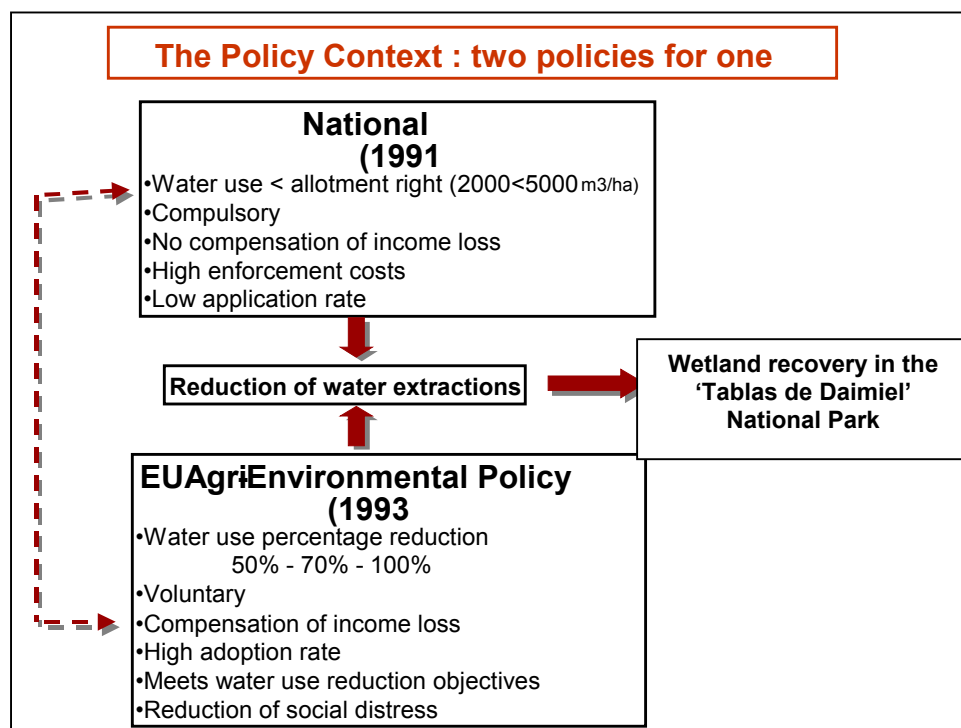 The Policy Context : two policies for one
National
(1991
•Water use < allotment right (2000<5000 m3/ha)
•Compulsory
•No compensation of income loss
•High enforcement costs
•Low application rate
Reduction of water extractions
Wetland recovery in the
‘Tablas de Daimiel’
National Park
EUAgri-Environmental Policy
(1993
•Water use percentage reduction
50% - 70% - 100%
•Voluntary
•Compensation of income loss
•High adoption rate
•Meets water use reduction objectives
•Reduction of social distress